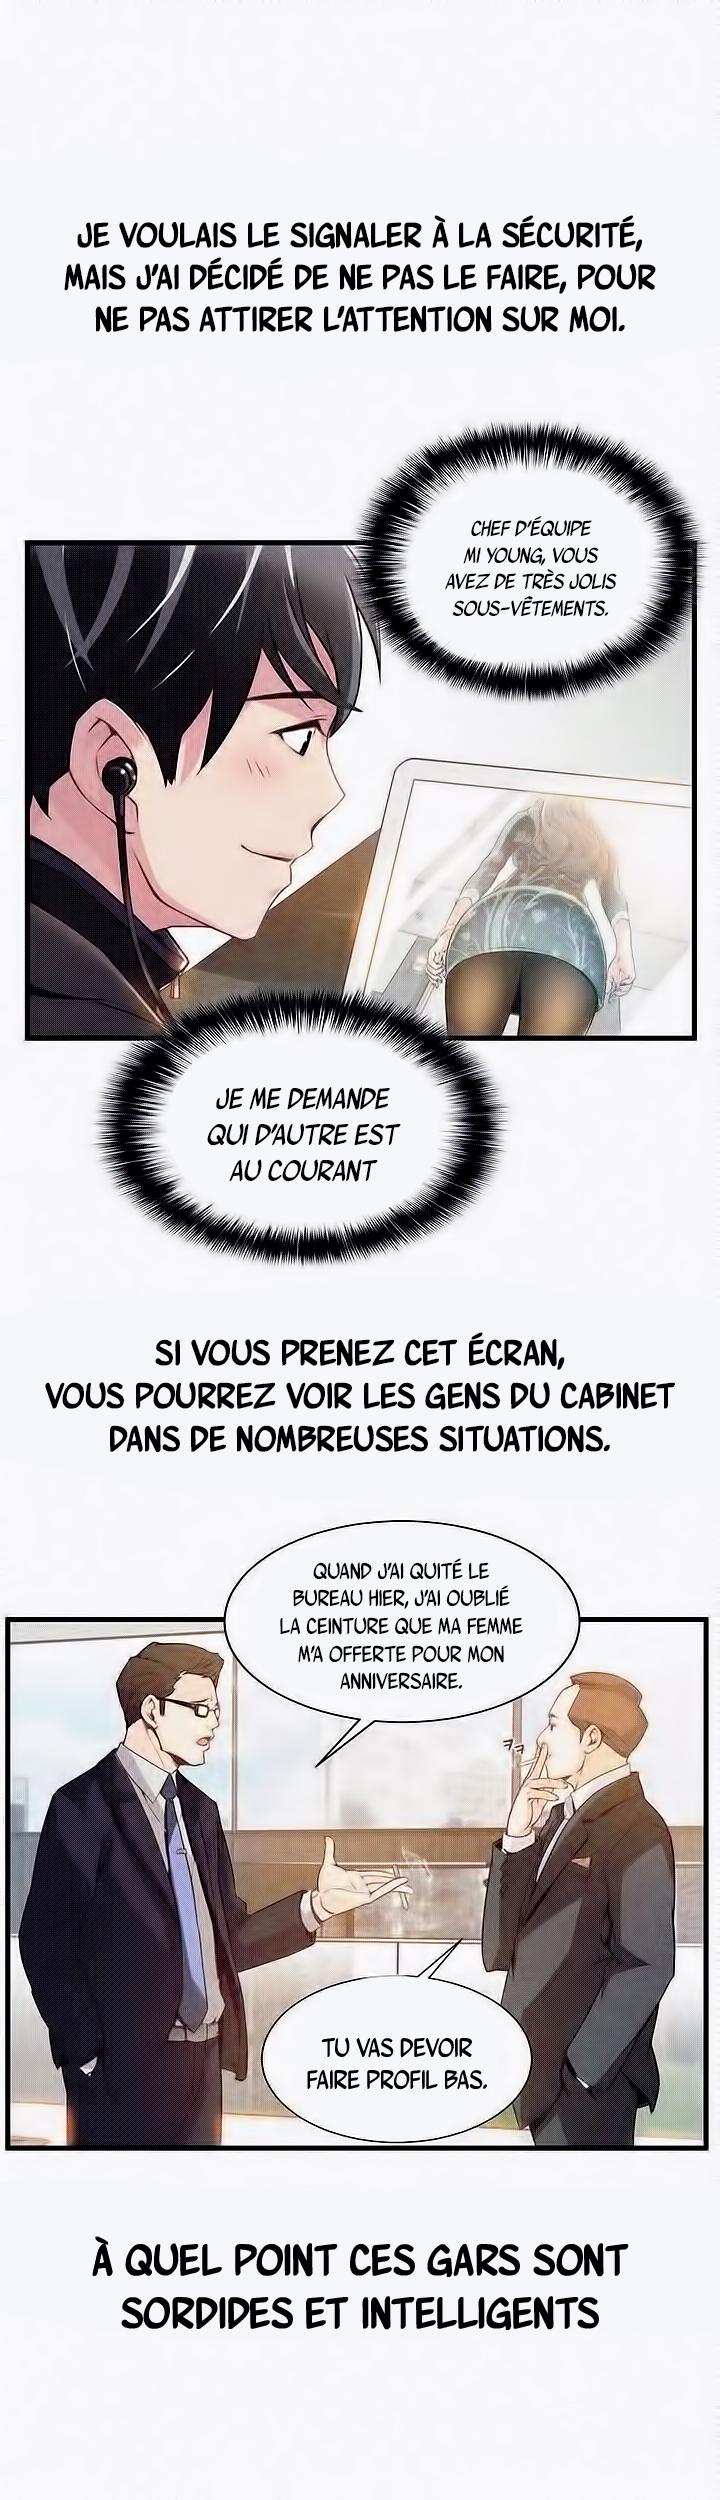 JE VOULAIS LE SIGNALER À LA SÉCURITÉ,
MAIS J'AI DÉCIDÉ DE NE PAS LE FAIRE, POUR
NE PAS ATTIRER L'ATTENTION SUR MOI.
CHEF D'ÉQUIPE
MI YOUNG, VOUS
AVEZ DE TRÈS JOLIS
SOUS-VÊTEMENTS.
JE ME DEMANDE
QUI D'AUTRE EST
AU COURANT
SI VOUS PRENEZ CET ÉCRAN,
VOUS POURREZ VOIR LES GENS DU CABINET
DANS DE NOMBREUSES SITUATIONS.
QUAND J'AI QUITÉ LE
BUREAU HIER, J'AI OUBLIÉ
LA CEINTURE QUE MA FEMME
M'A OFFERTE POUR MON
ANNIVERSAIRE.
TU VAS DEVOIR
FAIRE PROFIL BAS.
À QUEL POINT CES GARS SONT
SORDIDES ET INTELLIGENTS